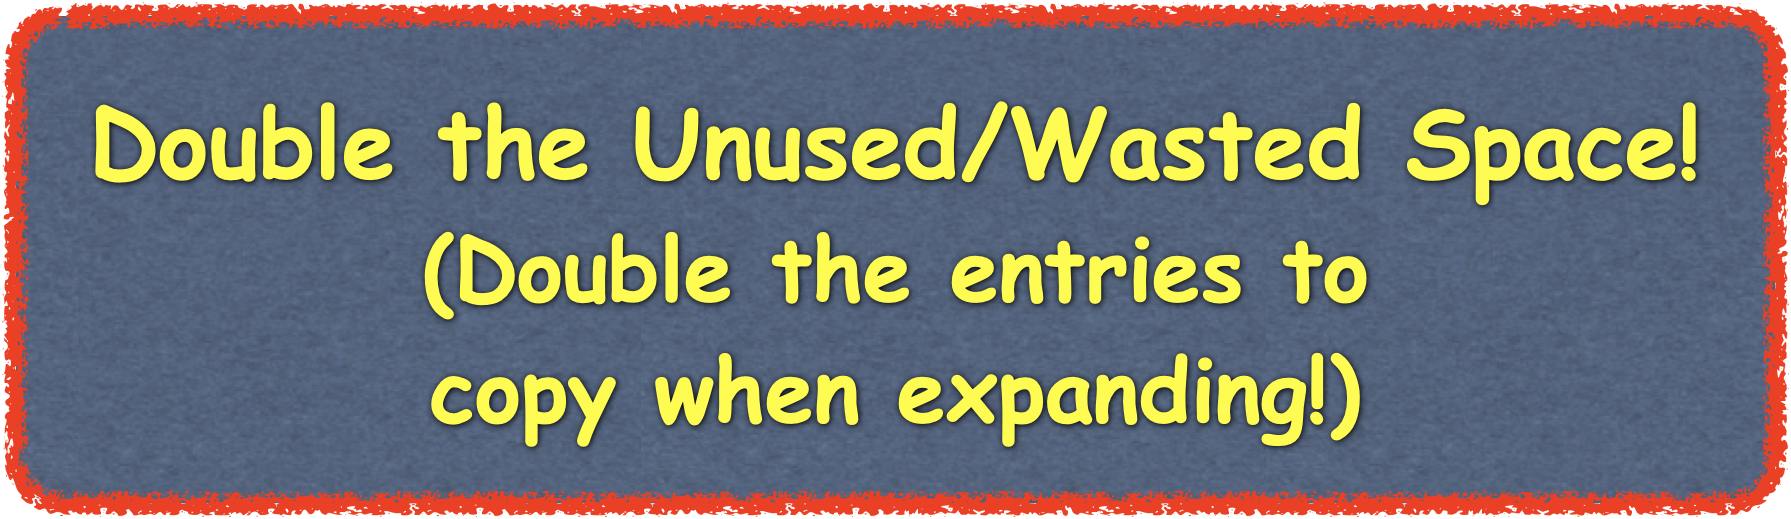 Double the Unused/Wasted Space!
(Double the entries to
copy when expanding!)